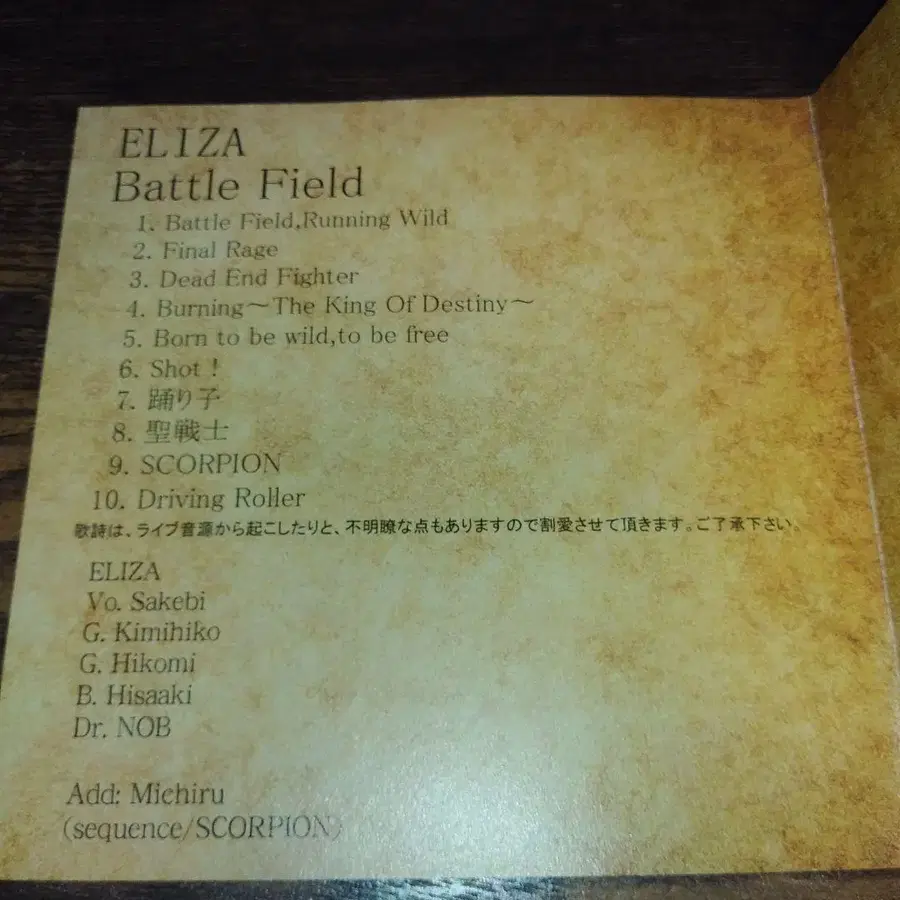 ELIZA
Battle Field
1. Battle Field,Running Wild
2. Final Rage
3. Dead End Fighter
4. Burning～The King Of Destiny～
5. Born to be wild,to be free
6. Shot！
7. 踊り子
8. 聖戦士
9. SCORPION
10. Driving Roller
歌詩は、ライブ音源から起こしたりと、不明瞭な点もありますので割愛させて頂きます。ご了承下さい。
ELIZA
Vo. Sakebi
G. Kimihiko
G. Hikomi
B. Hisaaki
Dr. NOB
Add: Michiru
(sequence/SCORPION)